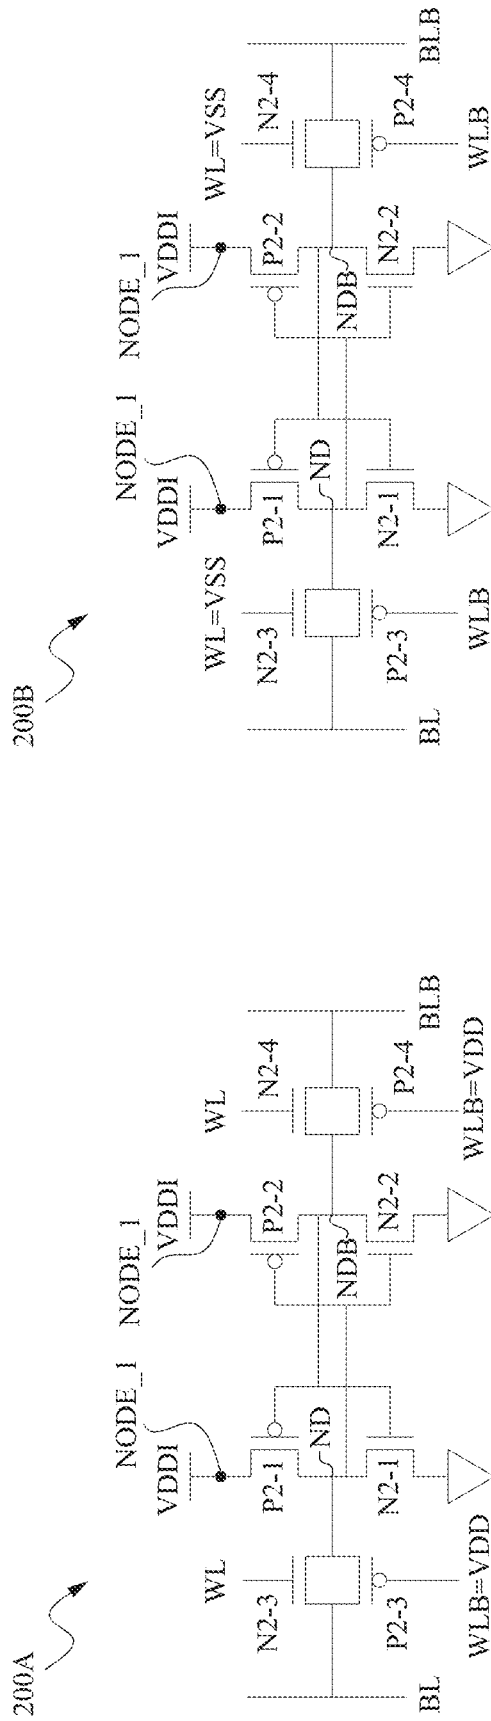 200B
NODE_1
NODE_1
VDDI
VDDI
WL=VSS
WL=VSS
N2-3
P2-1
ND
P2-2
N2-4
NDB
P2-3
N2-1
N2-2
P2-4
BL
WLB
WLB
BLB
200A
NODE_1
NODE_1
VDDI
VDDI
WL
WL
N2-3
P2-1
ND
P2-2
N2-4
NDB
P2-3
N2-1
N2-2
P2-4
BL
WLB=VDD
WLB=VDD
BLB